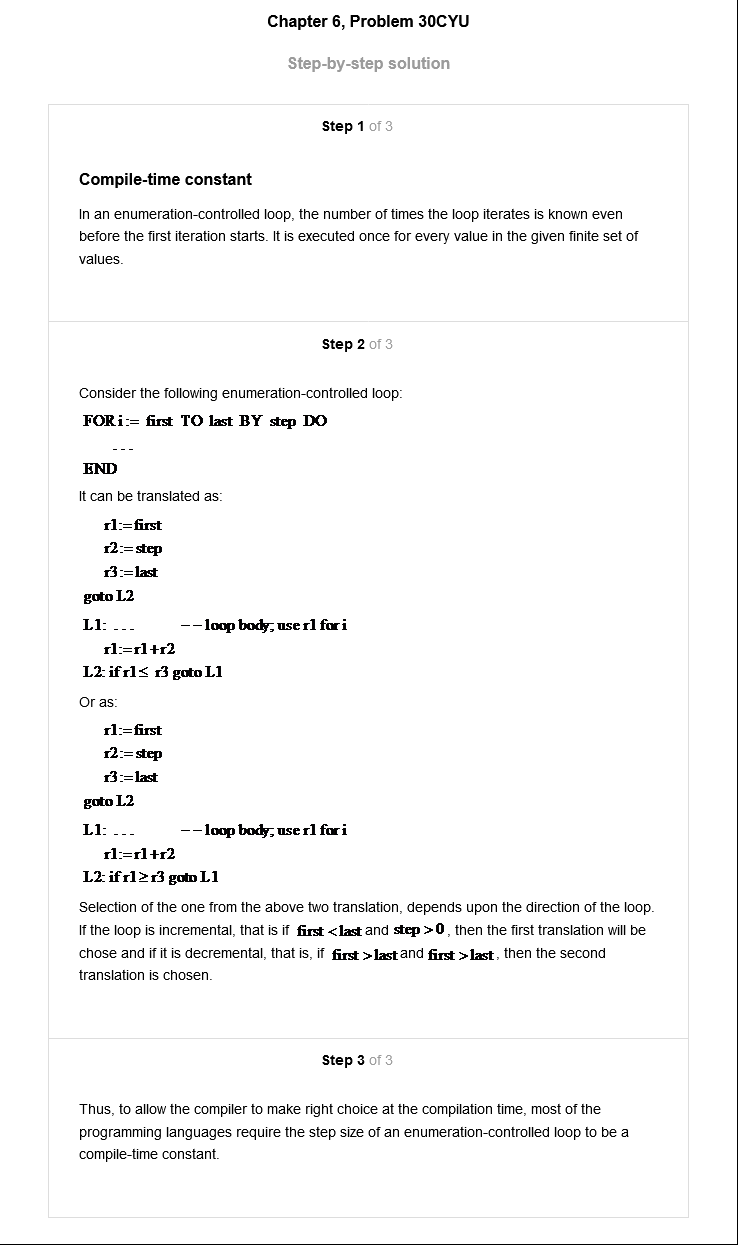 Chapter 6, Problem 30CYU
Step-by-step solution
Step 1 of 3
Compile-time constant
In an enumeration-controlled loop, the number of times the loop iterates is known even
before the first iteration starts. It is executed once for every value in the given finite set of
values.
Step 2 of 3
Consider the following enumeration-controlled loop:
FOR i:= first TO last BY step DO
---
END
It can be translated as:
r1:=first
r2:=step
r3:=last
goto L2
L1: ... --loop body; use r1 for i
r1:=r1+r2
L2: if r1≤ r3 goto L1
Or as:
r1:=first
r2:=step
r3:=last
goto L2
L1: ... --loop body; use r1 for i
r1:=r1+r2
L2: if r1≥r3 goto L1
Selection of the one from the above two translation, depends upon the direction of the loop.
If the loop is incremental, that is if first <last and step >0 , then the first translation will be
chose and if it is decremental, that is, if first >last and first >last , then the second
translation is chosen.
Step 3 of 3
Thus, to allow the compiler to make right choice at the compilation time, most of the
programming languages require the step size of an enumeration-controlled loop to be a
compile-time constant.